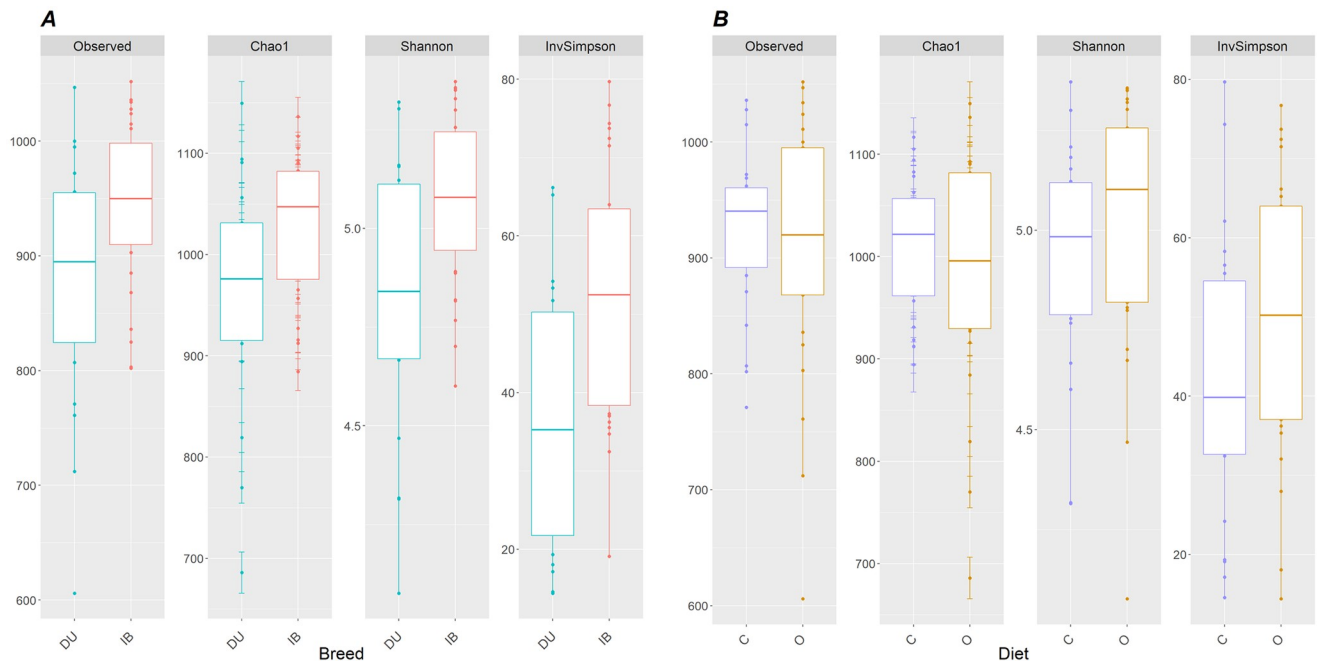 A
Observed
Chao1
Shannon
InvSimpson
1000
900
800
700
600
1100
1000
900
800
700
5.0
4.5
80
60
40
20
DU
IB
DU
IB
DU
IB
DU
IB
Breed
B
Observed
Chao1
Shannon
InvSimpson
1000
900
800
700
600
1100
1000
900
800
700
5.0
4.5
80
60
40
20
C
O
C
O
C
O
C
O
Diet